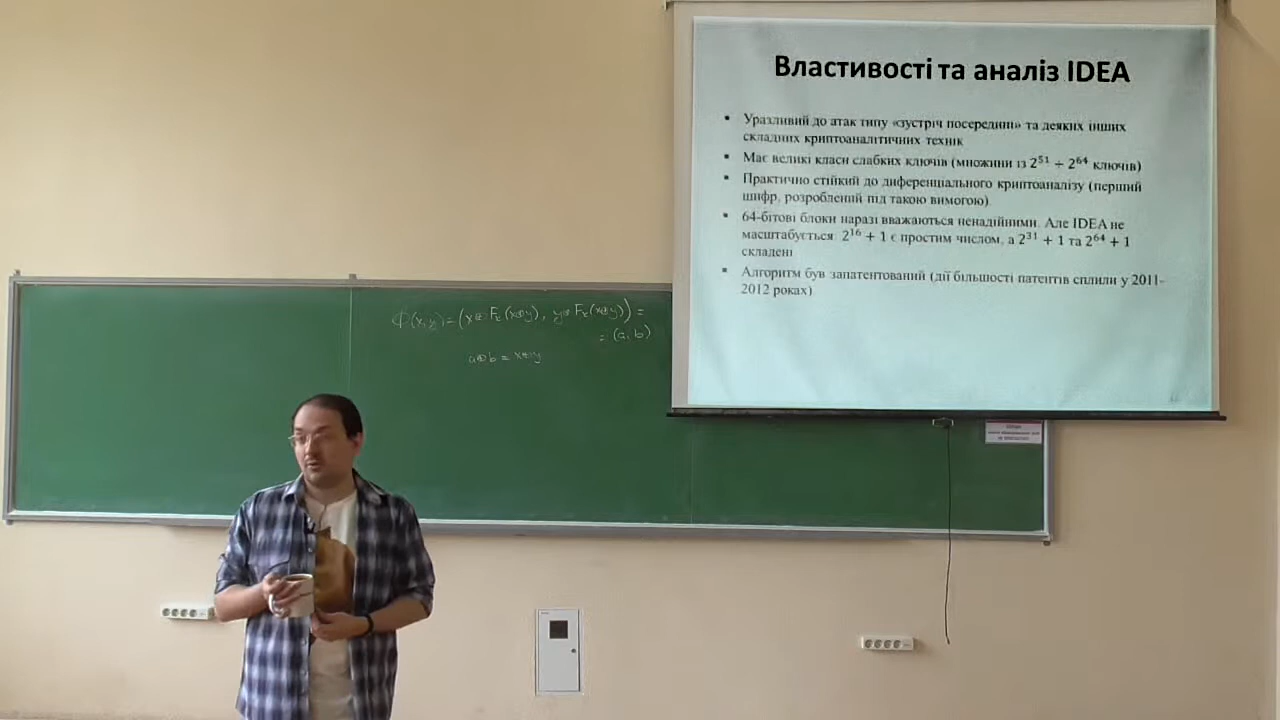 Властивості та аналіз IDEA
• Уразливий до атак типу «зустріч посередині» та деяких інших
складних криптоаналітичних технік
• Має великі класи слабких ключів (множини із 2^51 ÷ 2^64 ключів)
• Практично стійкий до диференціального криптоаналізу (перший
шифр, розроблений під такою вимогою).
• 64-бітові блоки наразі вважаються ненадійними. Але IDEA не
масштабується: 2^16 + 1 є простим числом, а 2^31 + 1 та 2^64 + 1
складені
• Алгоритм був запатентований (дії більшості патентів сплили у 2011-
2012 роках)
Φ(x,y)=(x⊕Fₖ(x⊕y), y⊕Fₖ(x⊕y)) =
= (a, b)
a⊕b = x⊕y